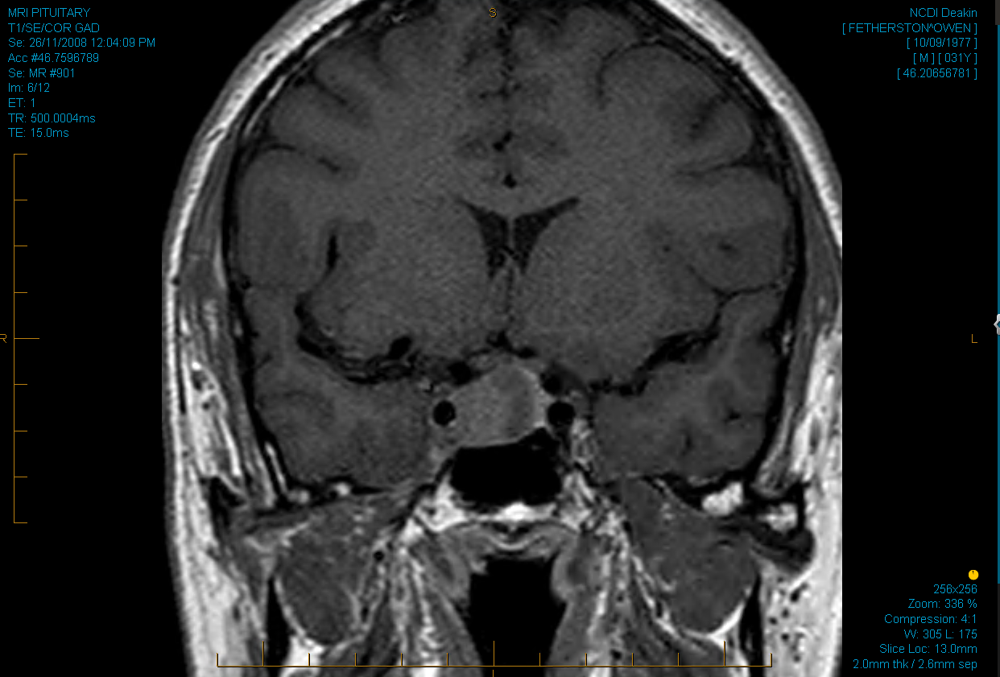 MRI PITUITARY
T1/SE/COR GAD
Se: 26/11/2008 12:04:09 PM
Acc #46.7596789
Se: MR #901
Im: 6/12
ET: 1
TR: 500.0004ms
TE: 15.0ms
S
NCDI Deakin
[ FETHERSTON^OWEN ]
[ 10/09/1977 ]
[ M ] [ 031Y ]
[ 46.20656781 ]
R
L
256x256
Zoom: 336 %
Compression: 4:1
W: 305 L: 175
Slice Loc: 13.0mm
2.0mm thk / 2.6mm sep